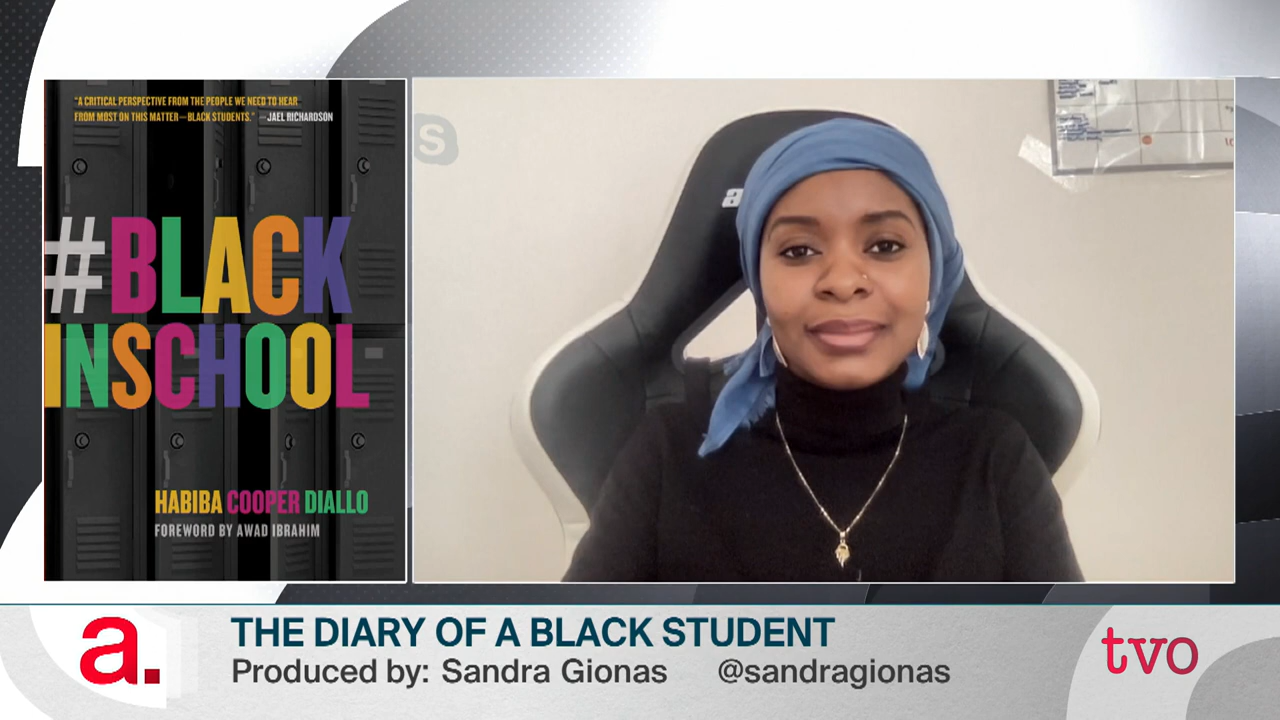 "A CRITICAL PERSPECTIVE FROM THE PEOPLE WE NEED TO HEAR
FROM MOST ON THIS MATTER—BLACK STUDENTS." —JAEL RICHARDSON
#BLACK
INSCHOOL
HABIBA COOPER DIALLO
FOREWORD BY AWAD IBRAHIM
S
a
a.
THE DIARY OF A BLACK STUDENT
Produced by: Sandra Gionas @sandragionas
tvo